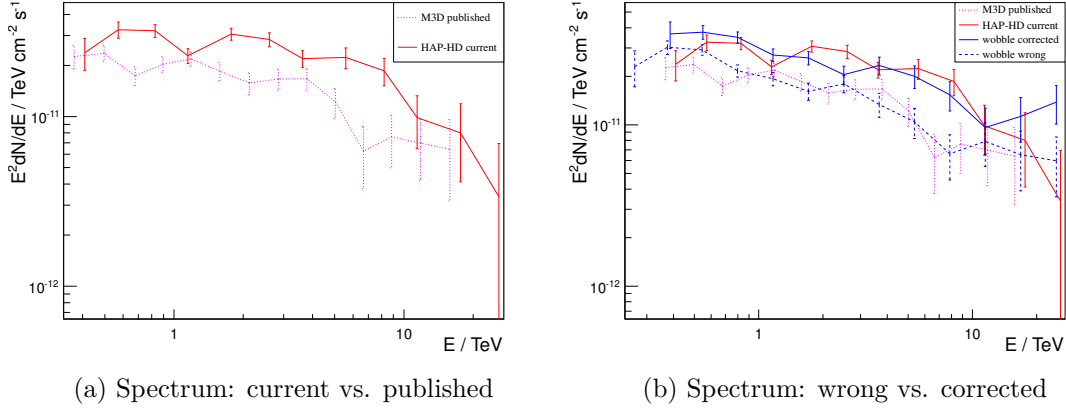 E²dN/dE / TeV cm⁻² s⁻¹
M3D published
HAP-HD current
10⁻¹¹
10⁻¹²
1
10
E / TeV
(a) Spectrum: current vs. published
E²dN/dE / TeV cm⁻² s⁻¹
M3D published
HAP-HD current
wobble corrected
wobble wrong
10⁻¹¹
10⁻¹²
1
10
E / TeV
(b) Spectrum: wrong vs. corrected